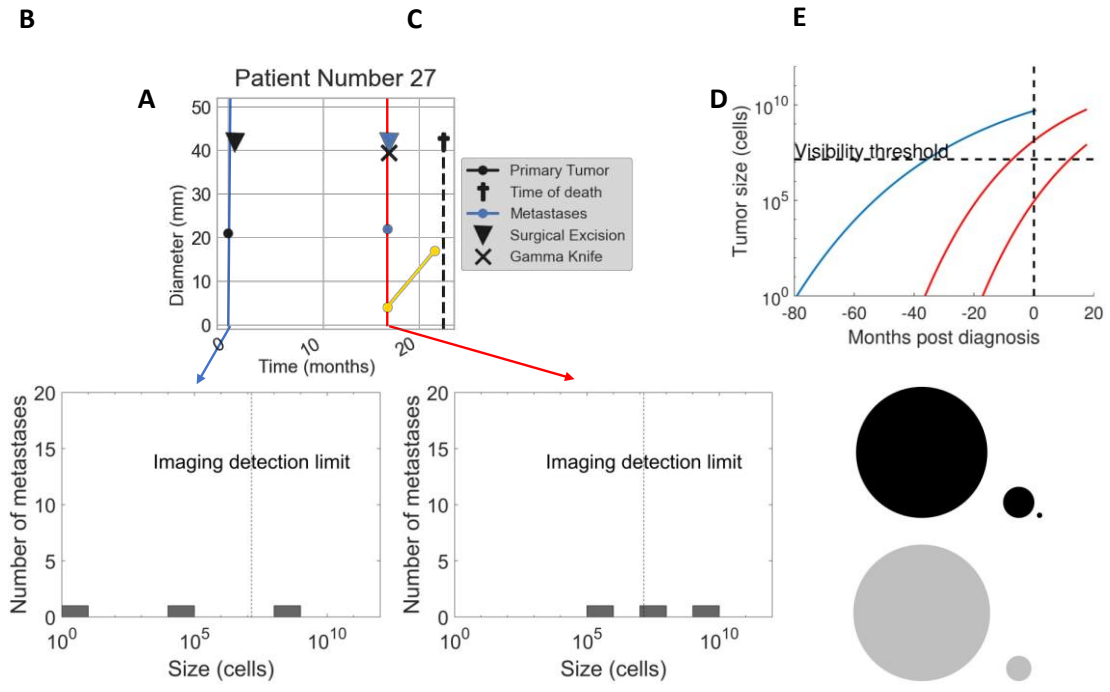 B
C
E
A
D
Patient Number 27
50
40
30
20
10
0
Diameter (mm)
0
10
20
Time (months)
Primary Tumor
Time of death
Metastases
Surgical Excision
Gamma Knife
Tumor size (cells)
10^10
10^5
10^0
Visibility threshold
-80
-60
-40
-20
0
20
Months post diagnosis
Number of metastases
20
15
10
5
0
Imaging detection limit
10^0
10^5
10^10
Size (cells)
Number of metastases
20
15
10
5
0
Imaging detection limit
10^0
10^5
10^10
Size (cells)